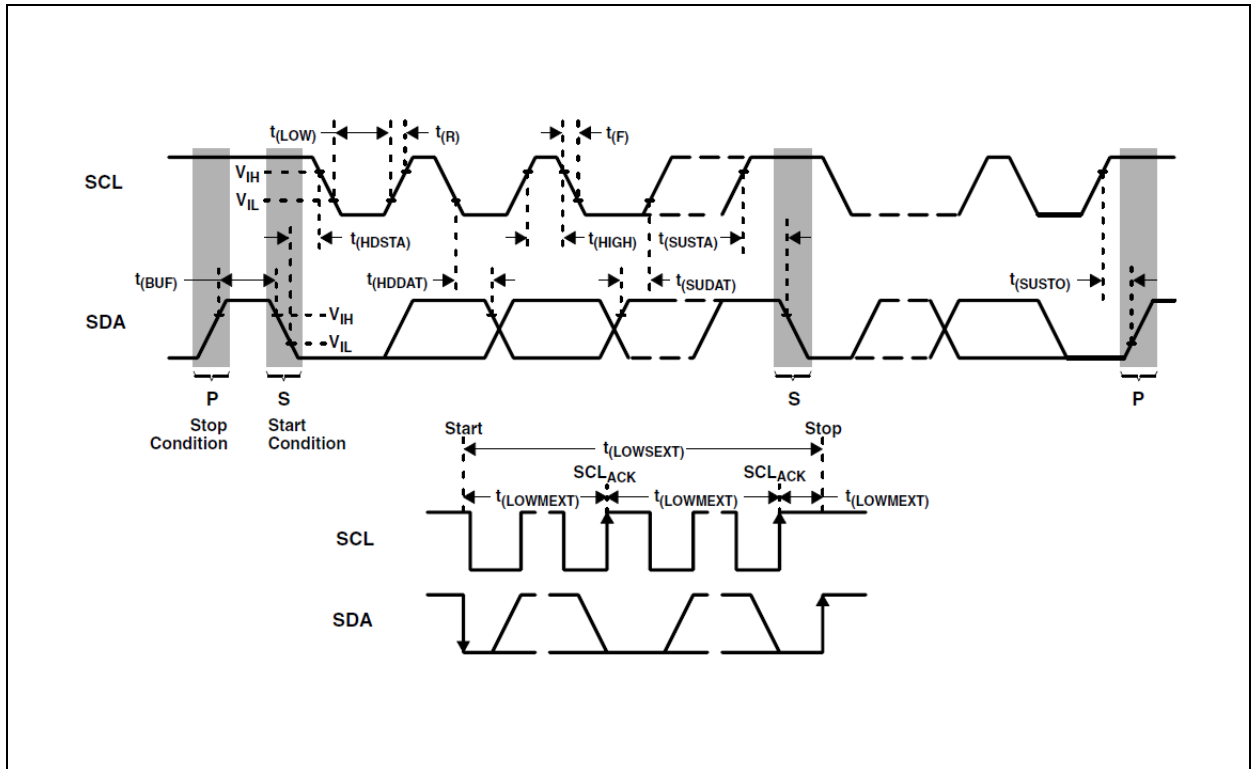 t(LOW)
t(R)
t(F)
SCL
VIH
VIL
t(HDSTA)
t(HIGH)
t(SUSTA)
t(BUF)
t(HDDAT)
t(SUDAT)
t(SUSTO)
SDA
VIH
VIL
P
S
S
P
Stop Condition
Start Condition
Start
Stop
t(LOWSEXT)
SCLACK
SCLACK
t(LOWMEXT)
t(LOWMEXT)
t(LOWMEXT)
SCL
SDA